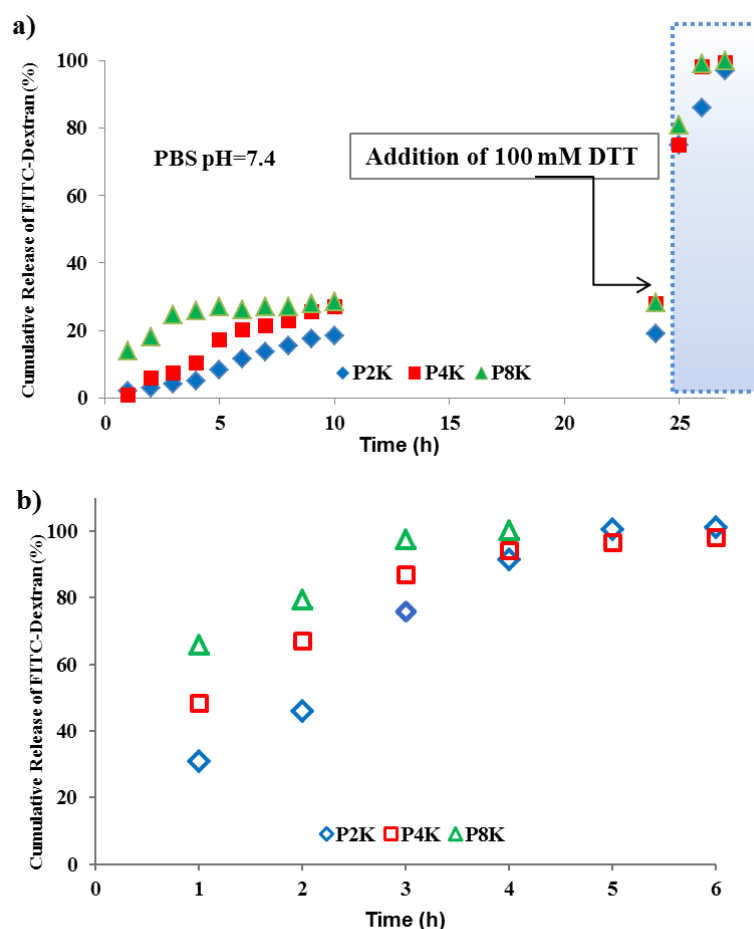 a)
Cumulative Release of FITC-Dextran (%)
100
80
60
40
20
0
PBS pH=7.4
Addition of 100 mM DTT
P2K P4K P8K
0 5 10 15 20 25
Time (h)
b)
Cumulative Release of FITC-Dextran (%)
100
80
60
40
20
0
P2K P4K P8K
0 1 2 3 4 5 6
Time (h)